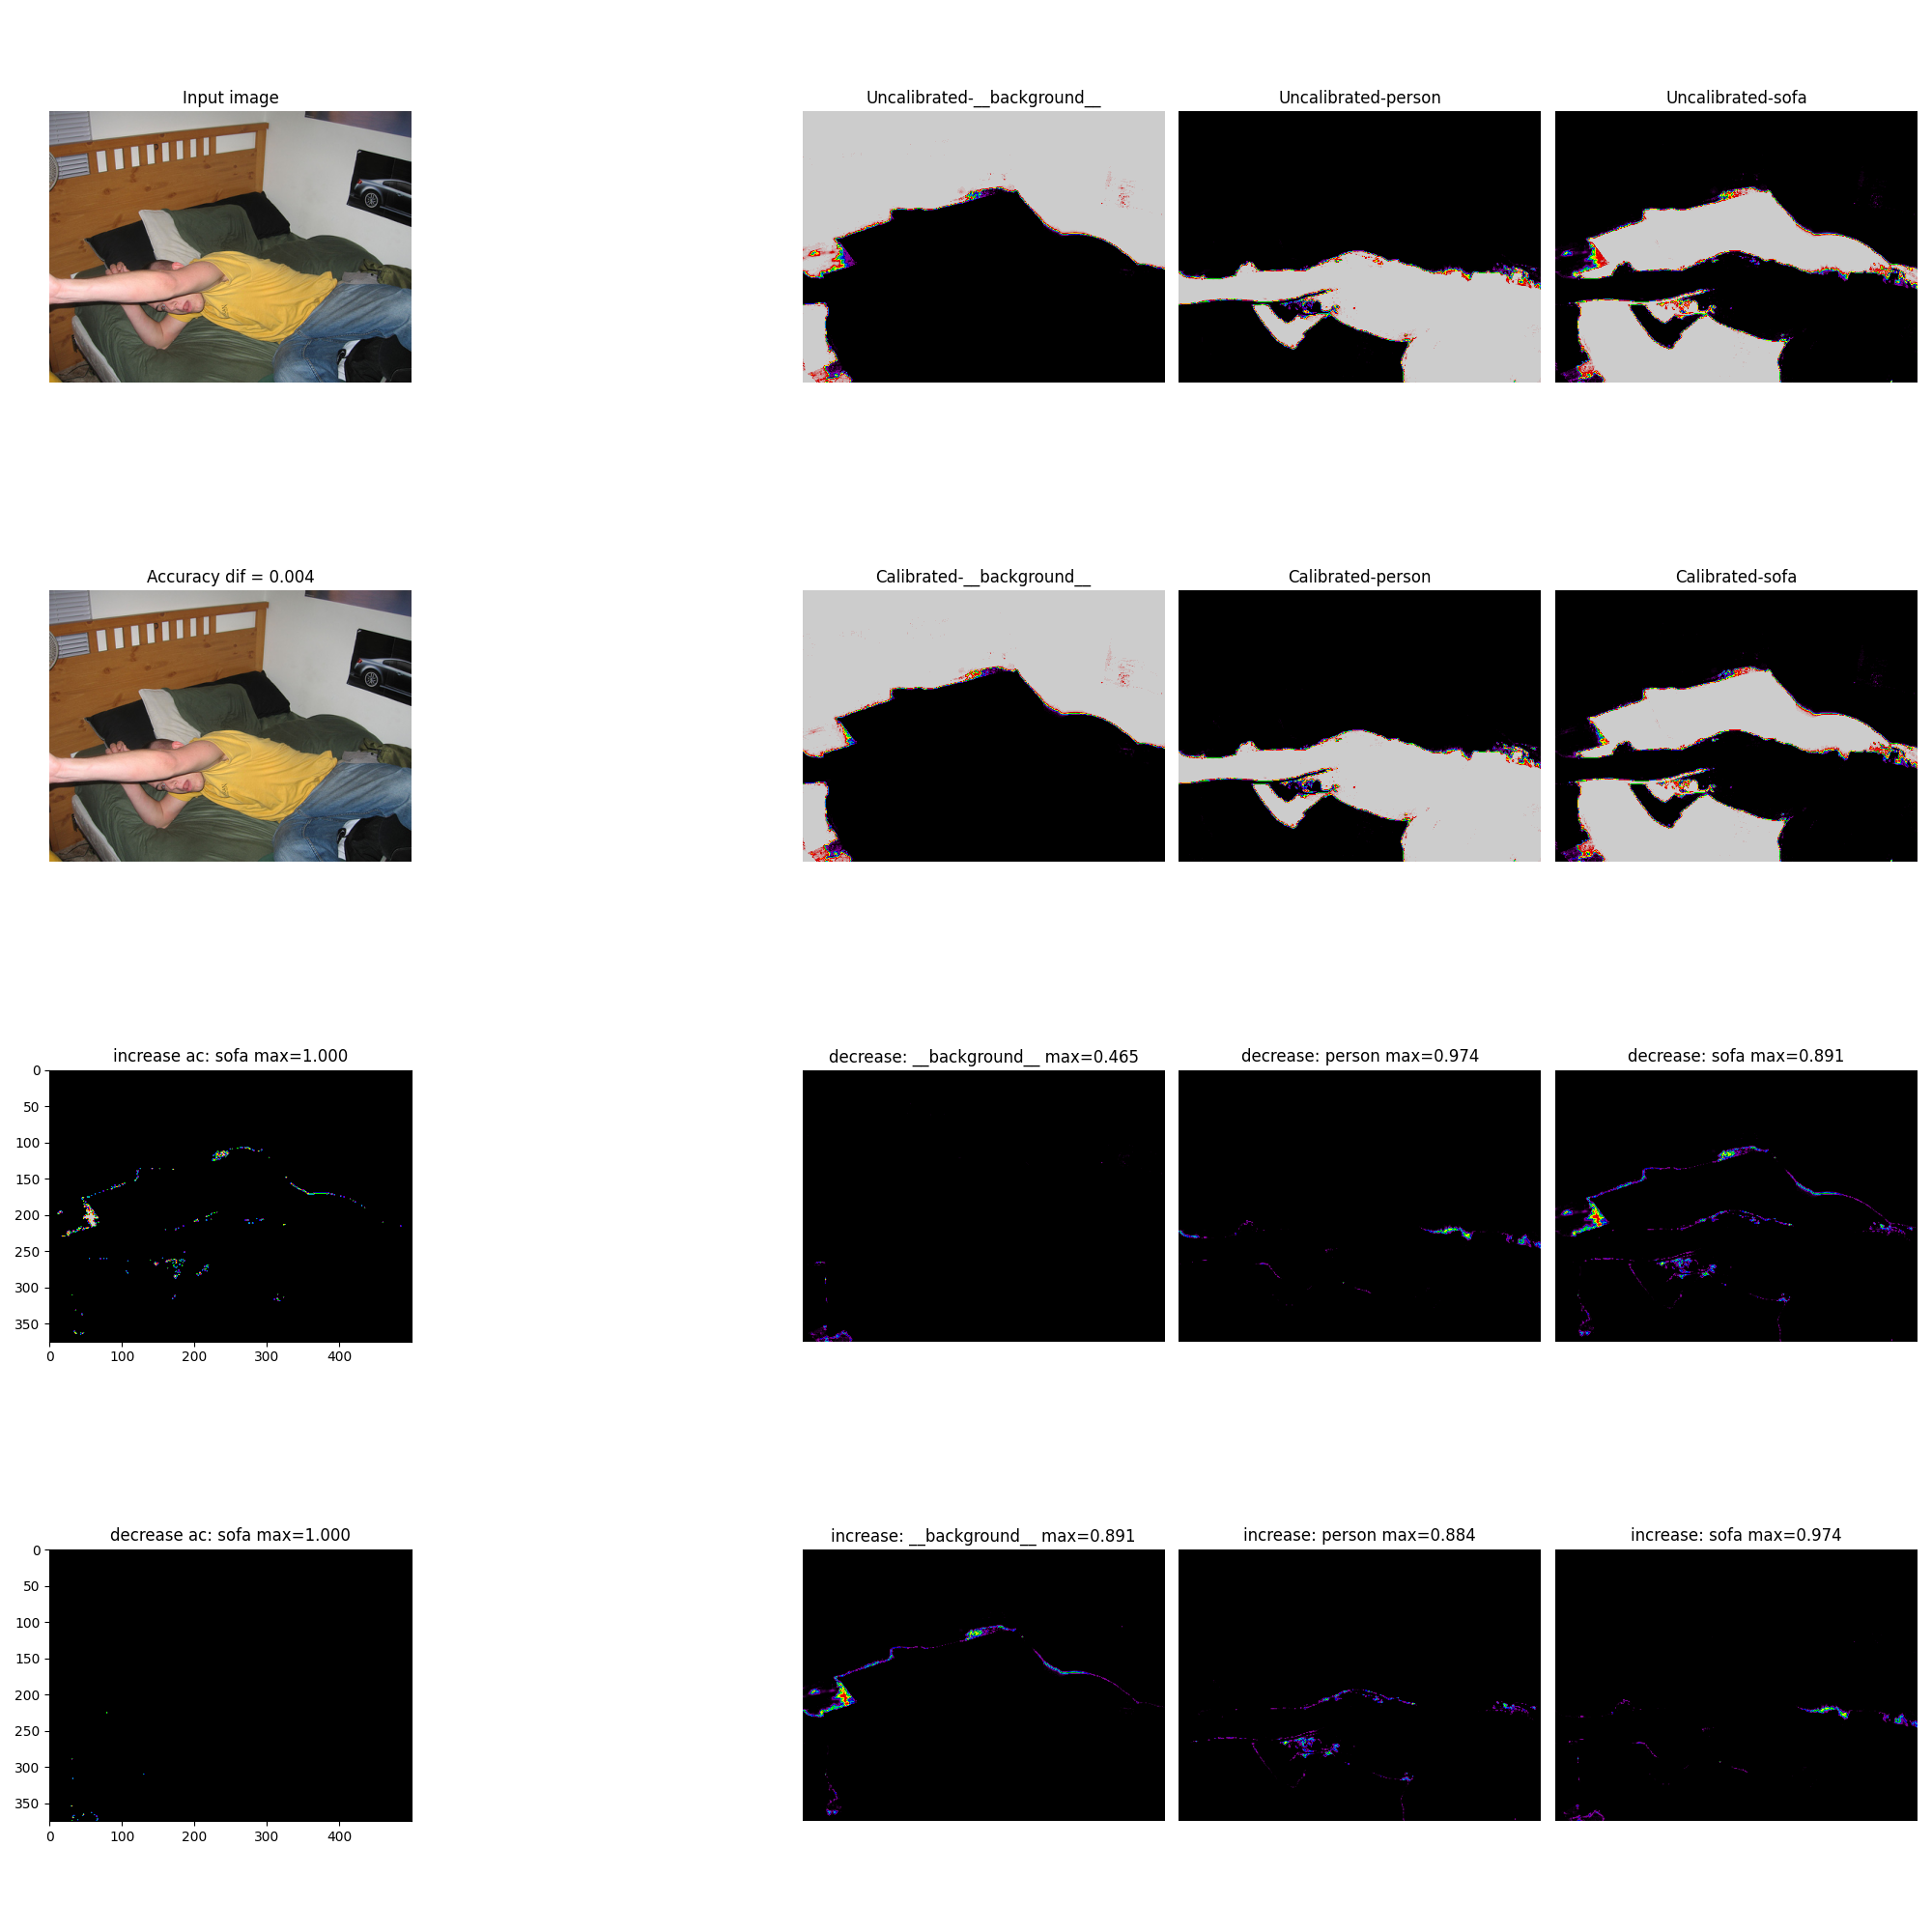 Input image
Uncalibrated-__background__
Uncalibrated-person
Uncalibrated-sofa
Accuracy dif = 0.004
Calibrated-__background__
Calibrated-person
Calibrated-sofa
increase ac: sofa max=1.000
decrease: __background__ max=0.465
decrease: person max=0.974
decrease: sofa max=0.891
0
50
100
150
200
250
300
350
0 100 200 300 400
decrease ac: sofa max=1.000
increase: __background__ max=0.891
increase: person max=0.884
increase: sofa max=0.974
0
50
100
150
200
250
300
350
0 100 200 300 400